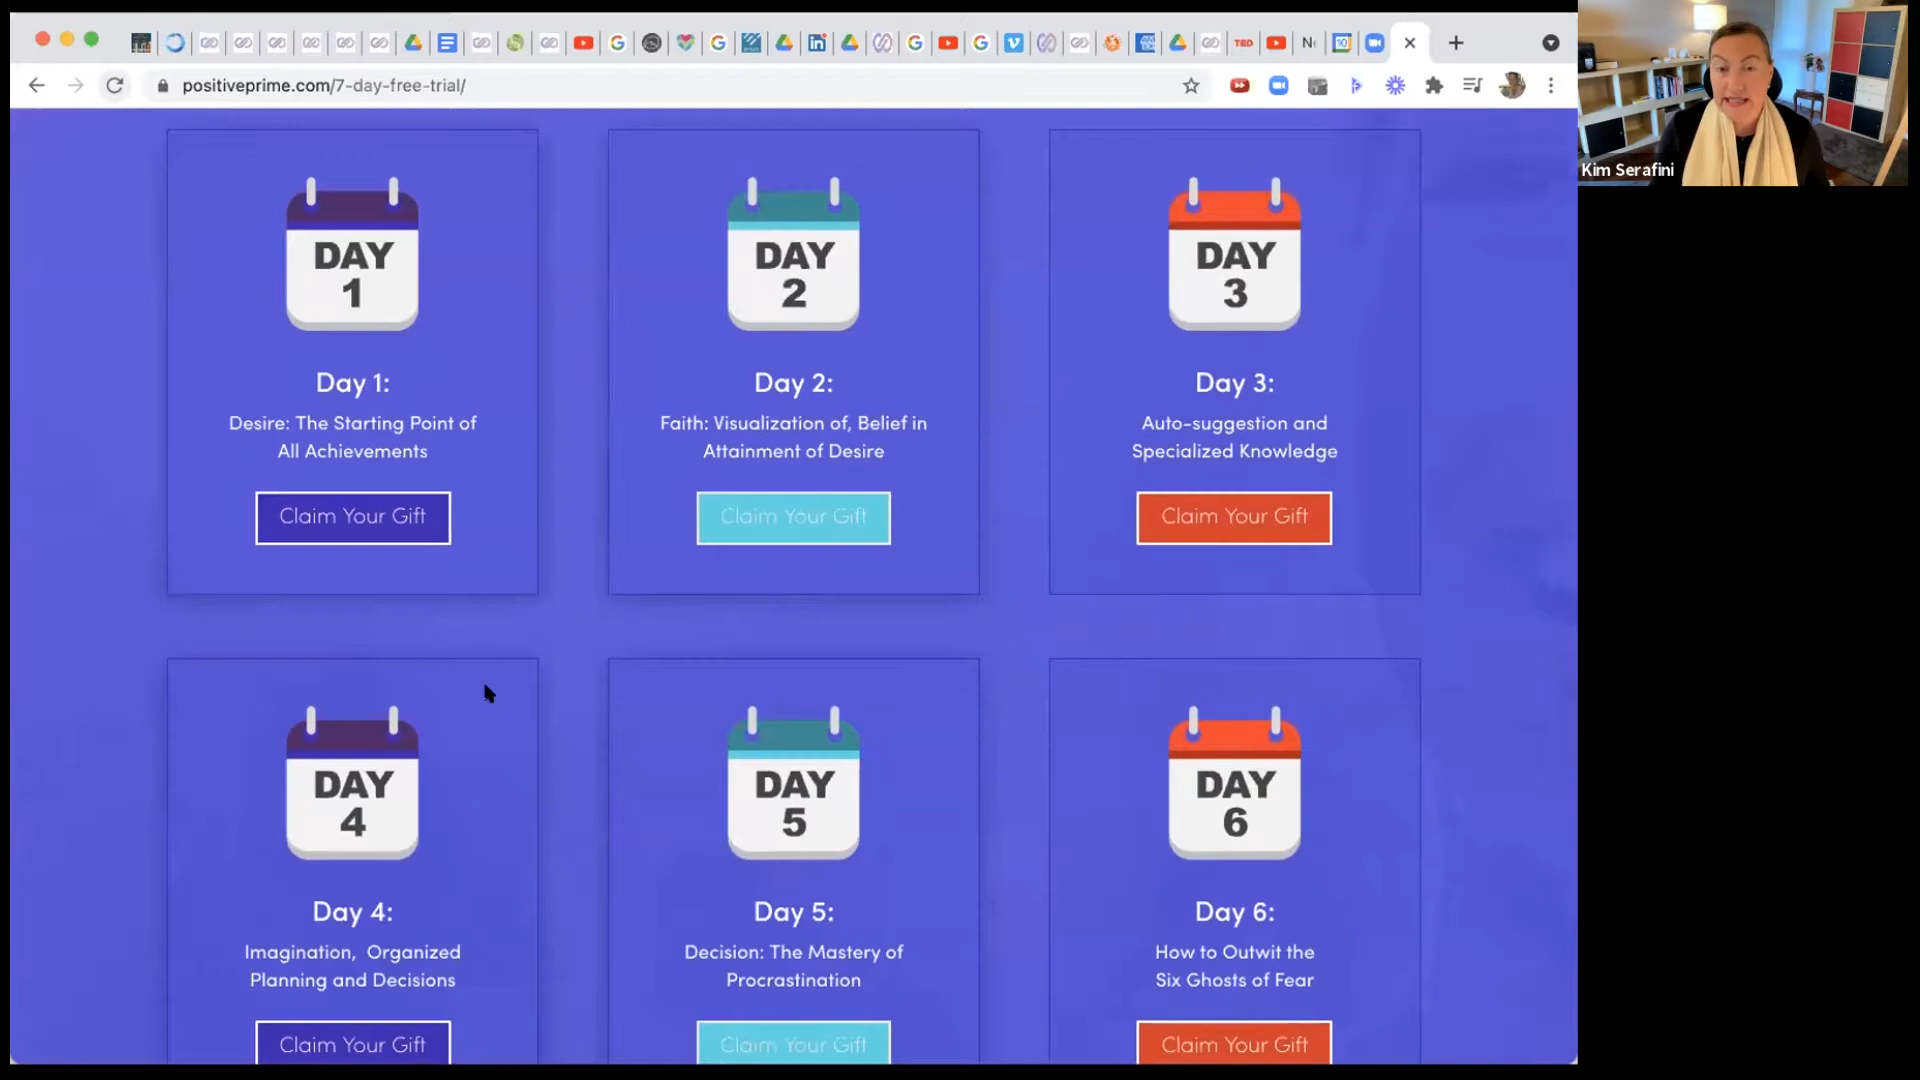 positiveprime.com/7-day-free-trial/
TED
10
Kim Serafini
DAY
1
DAY
2
DAY
3
Day 1:
Desire: The Starting Point of
All Achievements
Claim Your Gift
Day 2:
Faith: Visualization of, Belief in
Attainment of Desire
Claim Your Gift
Day 3:
Auto-suggestion and
Specialized Knowledge
Claim Your Gift
DAY
4
DAY
5
DAY
6
Day 4:
Imagination,  Organized
Planning and Decisions
Claim Your Gift
Day 5:
Decision: The Mastery of
Procrastination
Claim Your Gift
Day 6:
How to Outwit the
Six Ghosts of Fear
Claim Your Gift